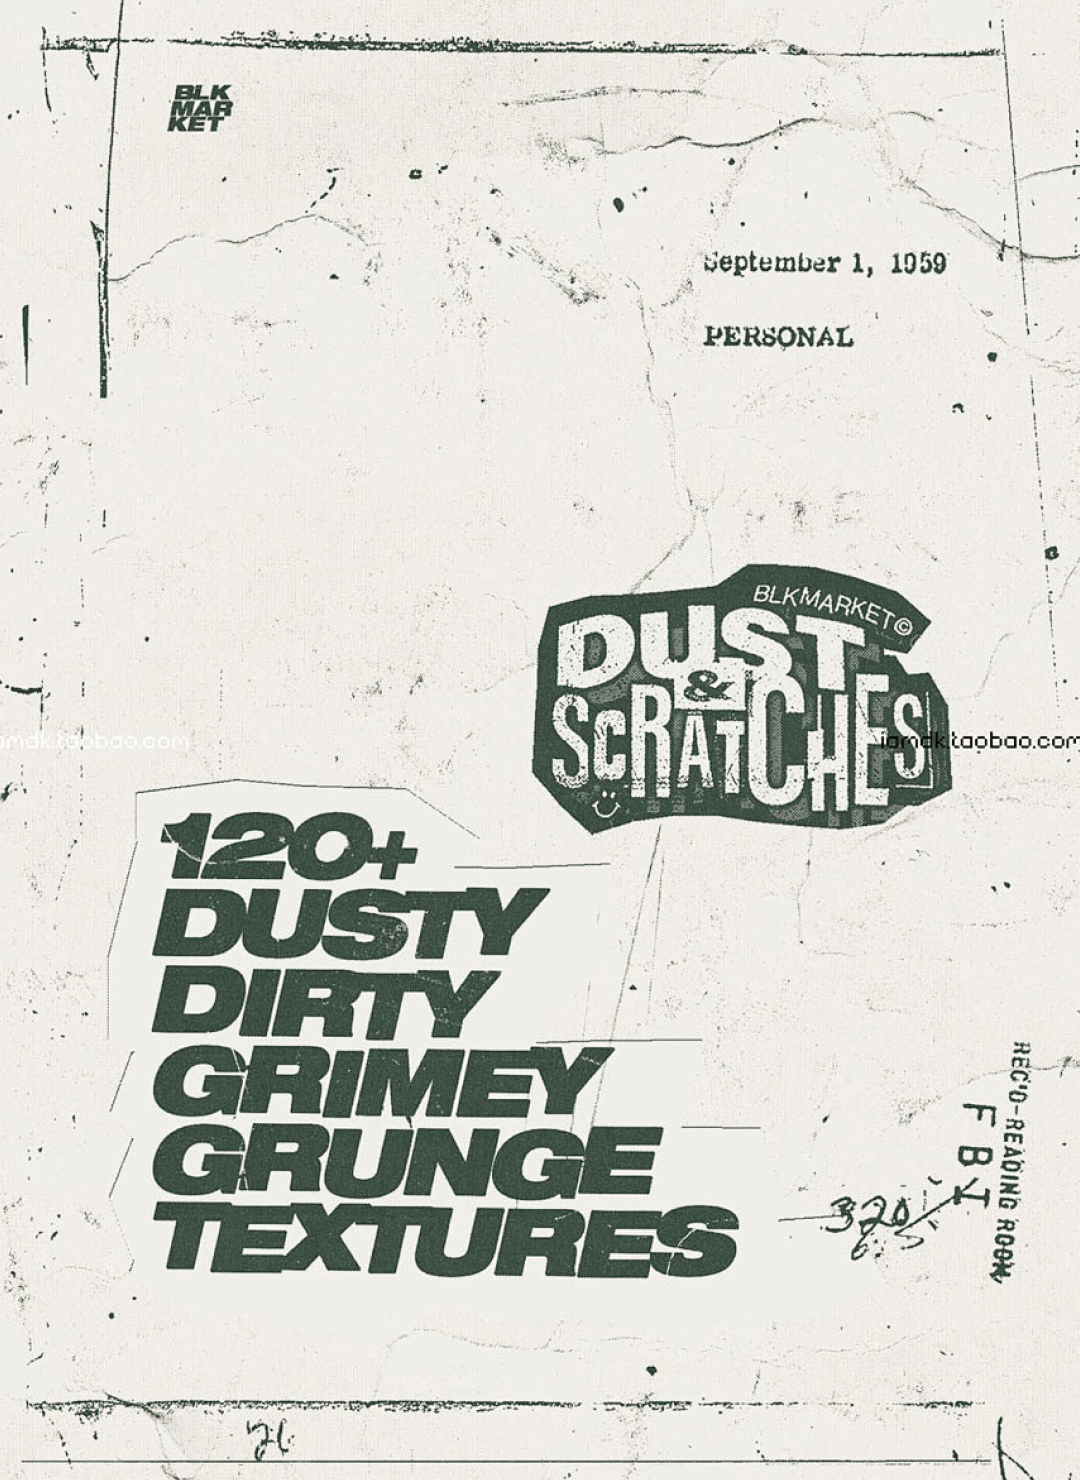 BLK
MAR
KET
September 1, 1959
PERSONAL
BLKMARKET©
DUST
&
SCRATCHES
iamdk.taobao.com
iamdk.taobao.com
120+
DUSTY
DIRTY
GRIMEY
GRUNGE
TEXTURES
REC'D-READING ROOM
F B I
320